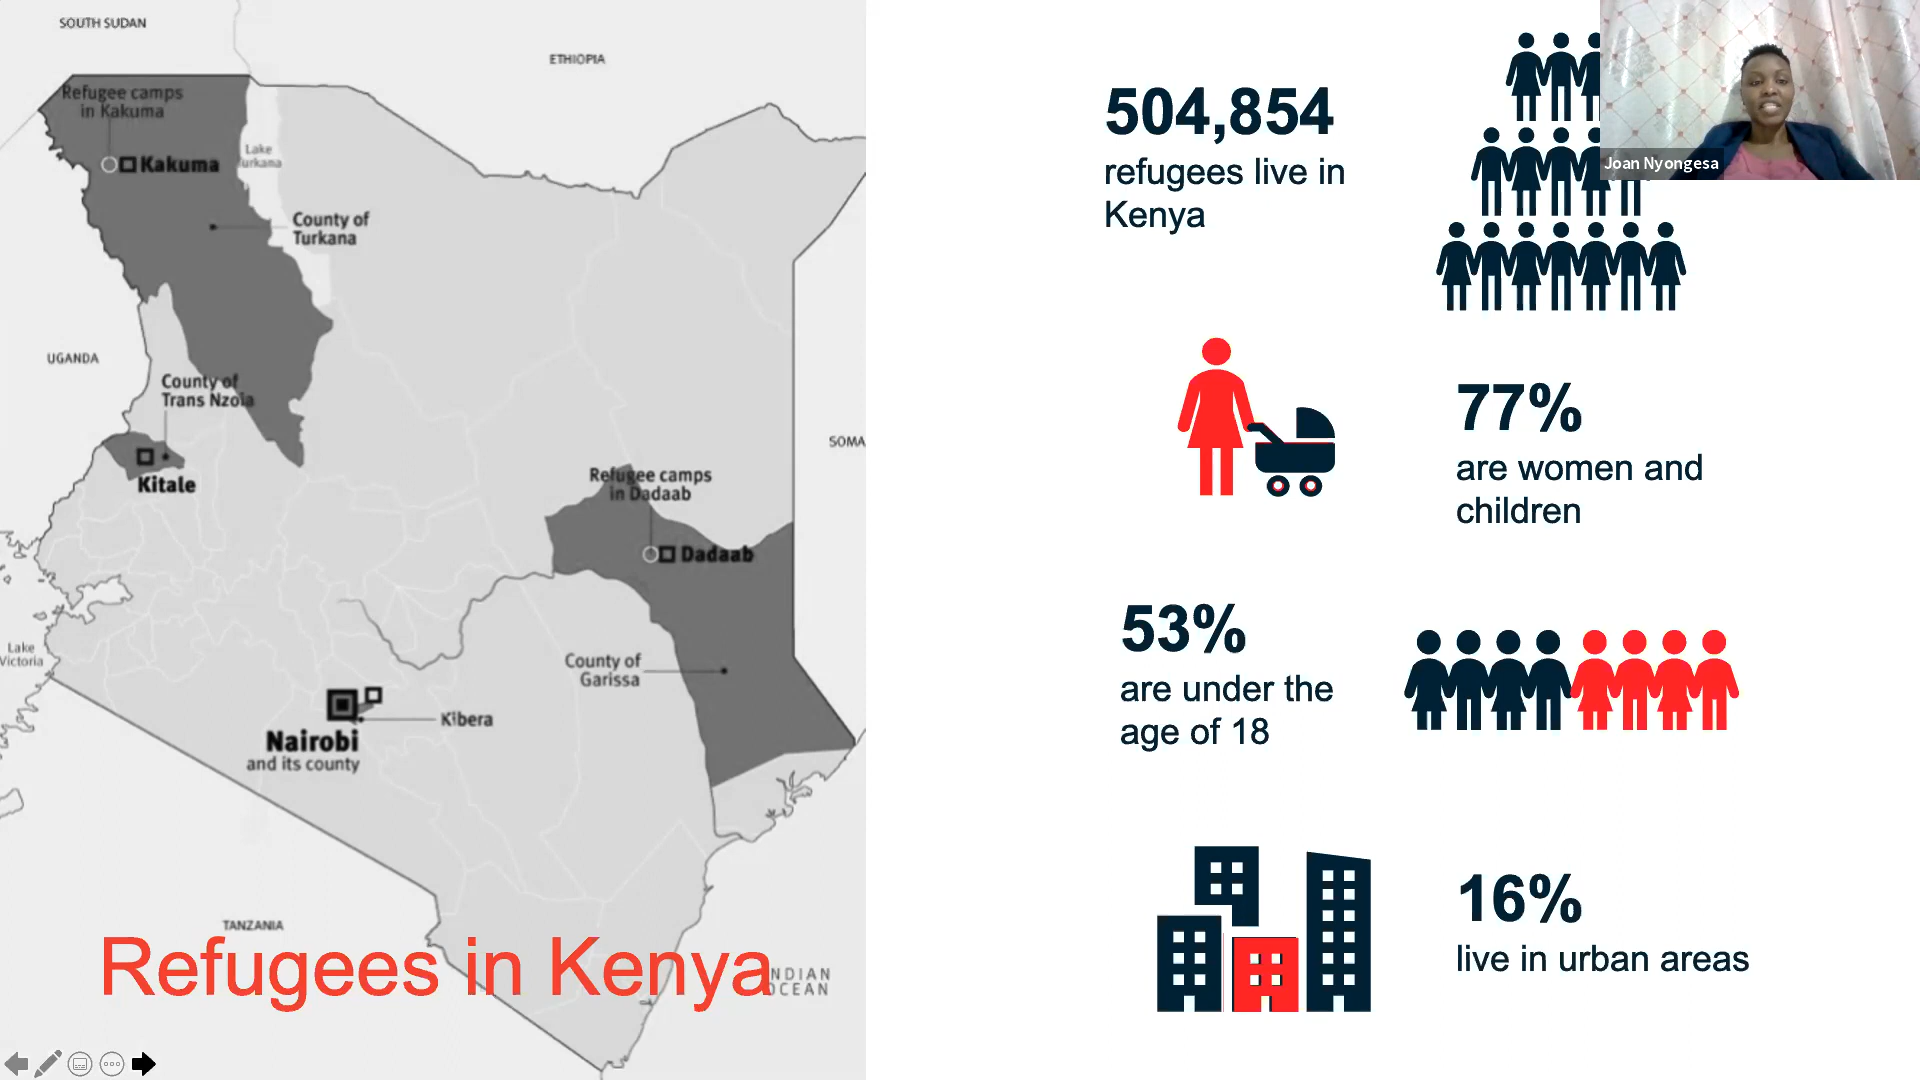 SOUTH SUDAN
ETHIOPIA
Refugee camps
in Kakuma
Kakuma
Lake
Turkana
County of
Turkana
UGANDA
County of
Trans Nzoia
Kitale
SOMA
Refugee camps
in Dadaab
Dadaab
Lake
Victoria
County of
Garissa
Kibera
Nairobi
and its county
TANZANIA
INDIAN
OCEAN
Refugees in Kenya
504,854
refugees live in
Kenya
Joan Nyongesa
77%
are women and
children
53%
are under the
age of 18
16%
live in urban areas